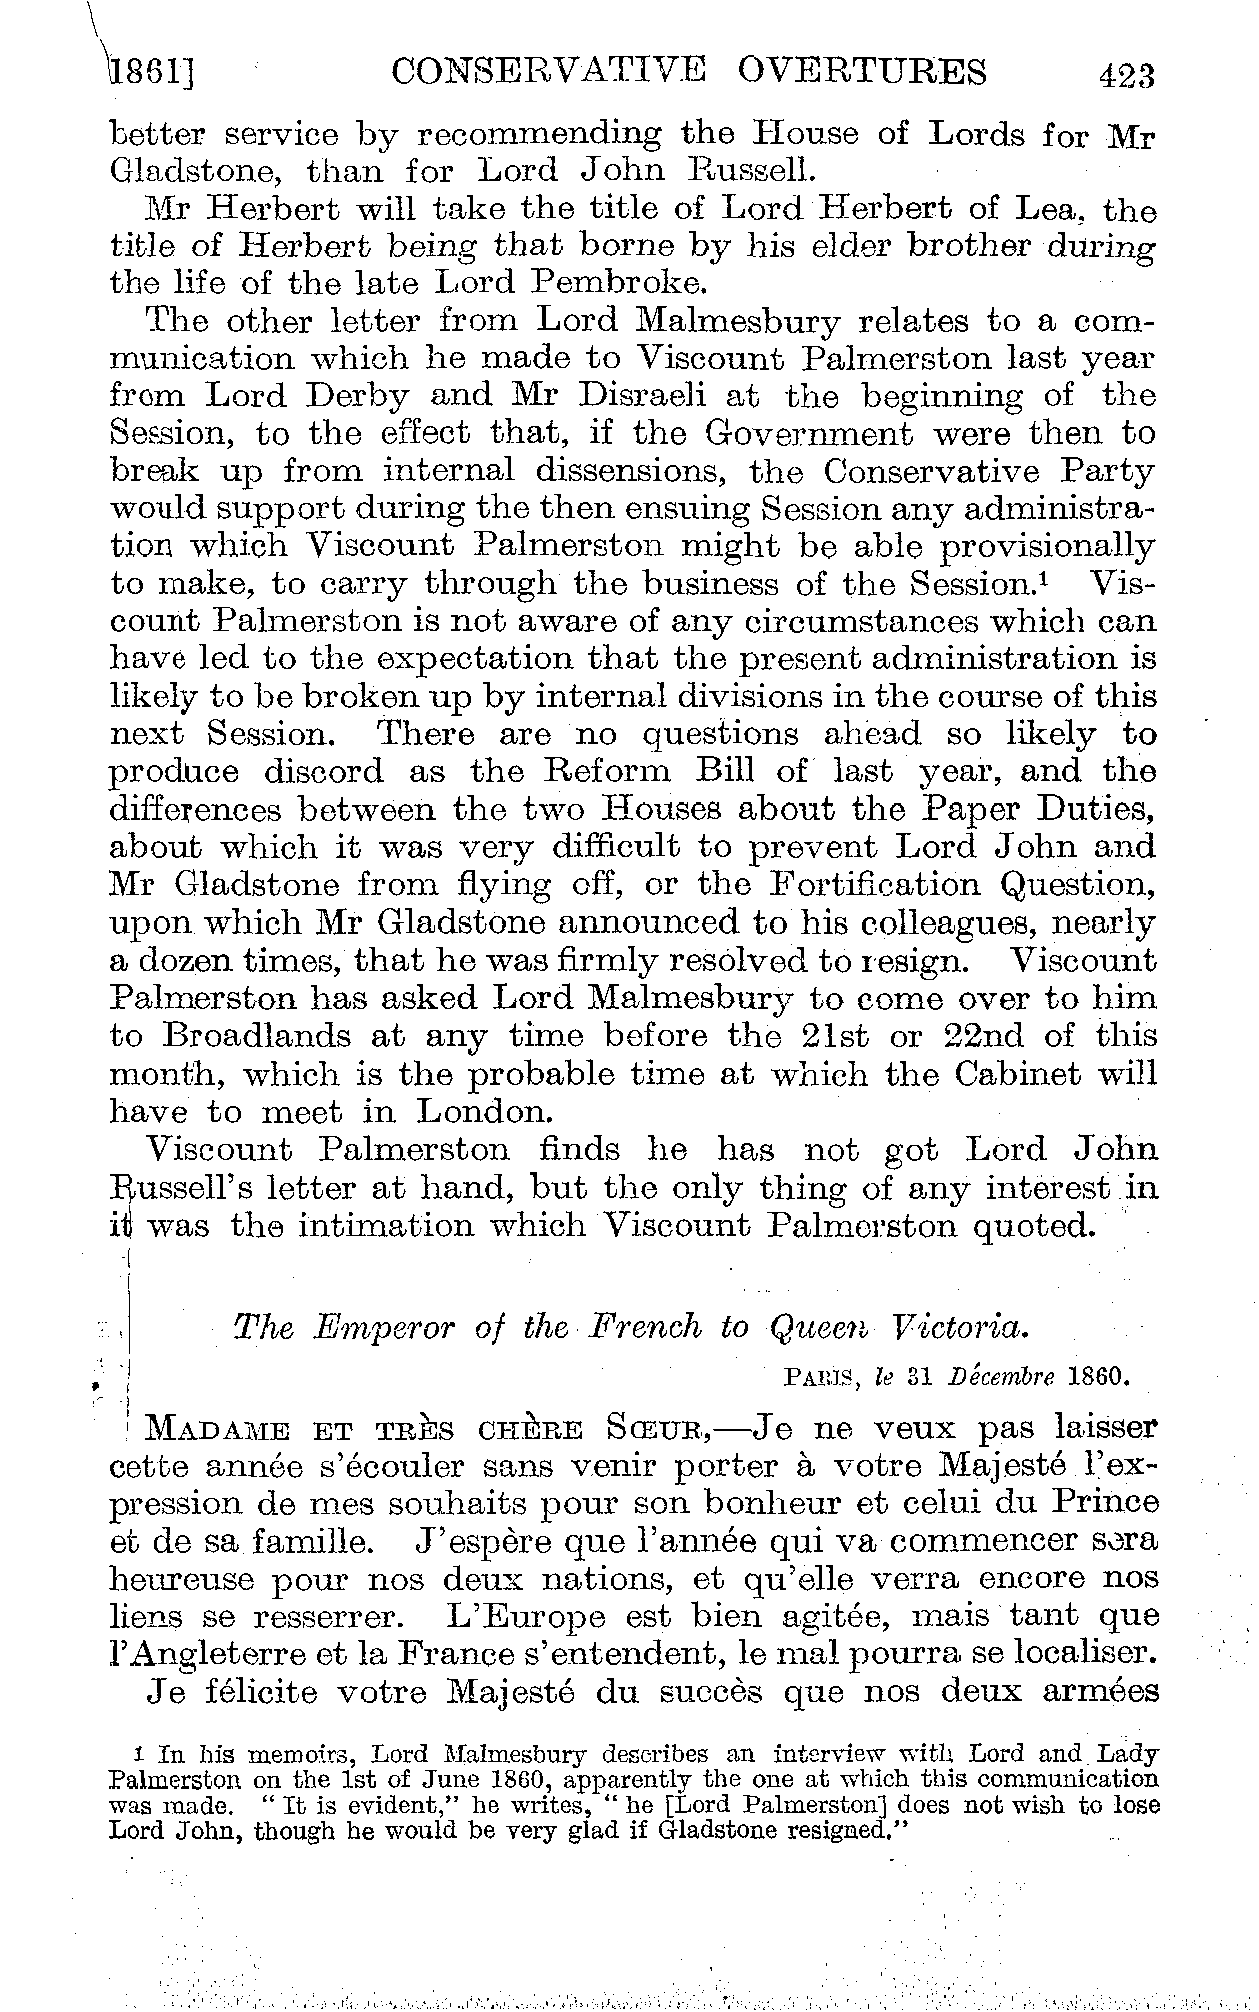 1861] CONSERVATIVE OVERTURES 423
better service by recommending the House of Lords for Mr
Gladstone, than for Lord John Russell.
Mr Herbert will take the title of Lord Herbert of Lea, the
title of Herbert being that borne by his elder brother during
the life of the late Lord Pembroke.
The other letter from Lord Malmesbury relates to a com-
munication which he made to Viscount Palmerston last year
from Lord Derby and Mr Disraeli at the beginning of the
Session, to the effect that, if the Government were then to
break up from internal dissensions, the Conservative Party
would support during the then ensuing Session any administra-
tion which Viscount Palmerston might be able provisionally
to make, to carry through the business of the Session.¹ Vis-
count Palmerston is not aware of any circumstances which can
have led to the expectation that the present administration is
likely to be broken up by internal divisions in the course of this
next Session. There are no questions ahead so likely to
produce discord as the Reform Bill of last year, and the
differences between the two Houses about the Paper Duties,
about which it was very difficult to prevent Lord John and
Mr Gladstone from flying off, or the Fortification Question,
upon which Mr Gladstone announced to his colleagues, nearly
a dozen times, that he was firmly resolved to resign. Viscount
Palmerston has asked Lord Malmesbury to come over to him
to Broadlands at any time before the 21st or 22nd of this
month, which is the probable time at which the Cabinet will
have to meet in London.
Viscount Palmerston finds he has not got Lord John
Russell's letter at hand, but the only thing of any interest in
it was the intimation which Viscount Palmerston quoted.
The Emperor of the French to Queen Victoria.
PARIS, le 31 Décembre 1860.
MADAME ET TRÈS CHÈRE SŒUR,—Je ne veux pas laisser
cette année s'écouler sans venir porter à votre Majesté l'ex-
pression de mes souhaits pour son bonheur et celui du Prince
et de sa famille. J'espère que l'année qui va commencer sera
heureuse pour nos deux nations, et qu'elle verra encore nos
liens se resserrer. L'Europe est bien agitée, mais tant que
l'Angleterre et la France s'entendent, le mal pourra se localiser.
Je félicite votre Majesté du succès que nos deux armées
1 In his memoirs, Lord Malmesbury describes an interview with Lord and Lady
Palmerston on the 1st of June 1860, apparently the one at which this communication
was made. "It is evident," he writes, "he [Lord Palmerston] does not wish to lose
Lord John, though he would be very glad if Gladstone resigned."